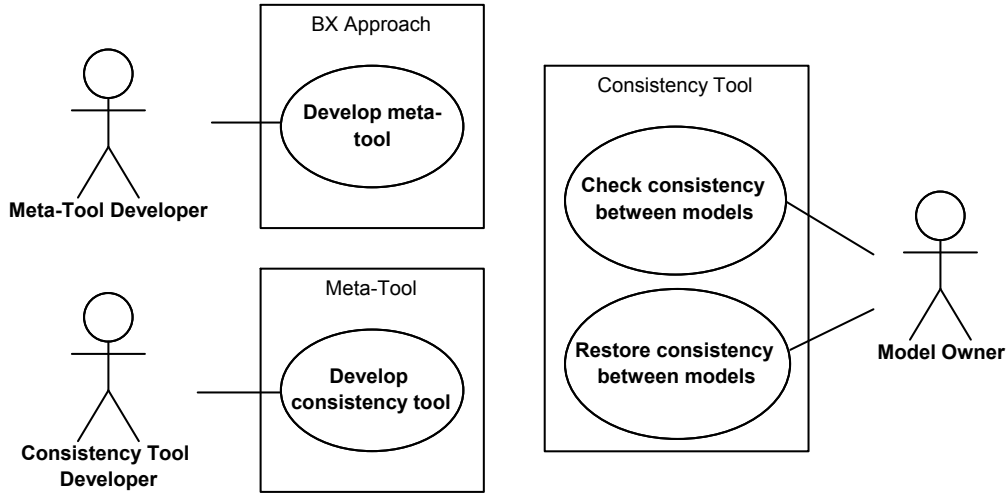 BX Approach
Develop meta-
tool
Meta-Tool Developer
Meta-Tool
Develop
consistency tool
Consistency Tool
Developer
Consistency Tool
Check consistency
between models
Restore consistency
between models
Model Owner